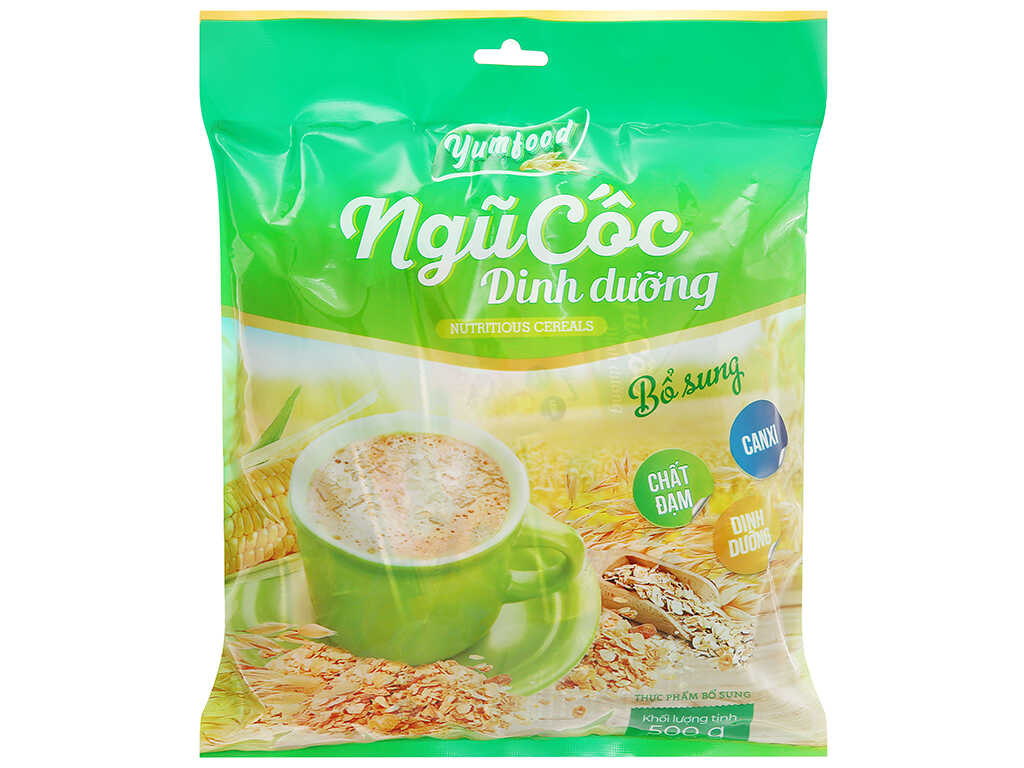 Yumfood
Ngũ Cốc
Dinh dưỡng
NUTRITIOUS CEREALS
Bổ sung
CANXI
CHẤT
ĐẠM
DINH
DƯỠNG
THỰC PHẨM BỔ SUNG
Khối lượng tịnh
500 g